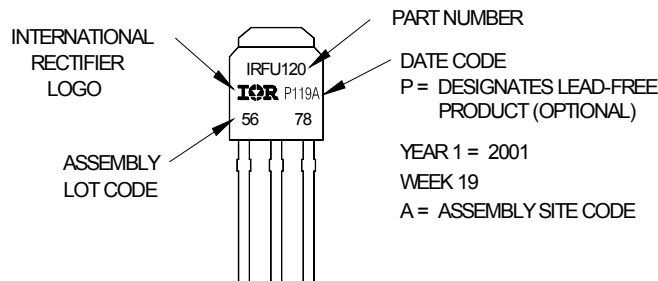 INTERNATIONAL
RECTIFIER
LOGO
ASSEMBLY
LOT CODE
IRFU120
IOR P119A
56 78
PART NUMBER
DATE CODE
P = DESIGNATES LEAD-FREE
PRODUCT (OPTIONAL)
YEAR 1 = 2001
WEEK 19
A = ASSEMBLY SITE CODE